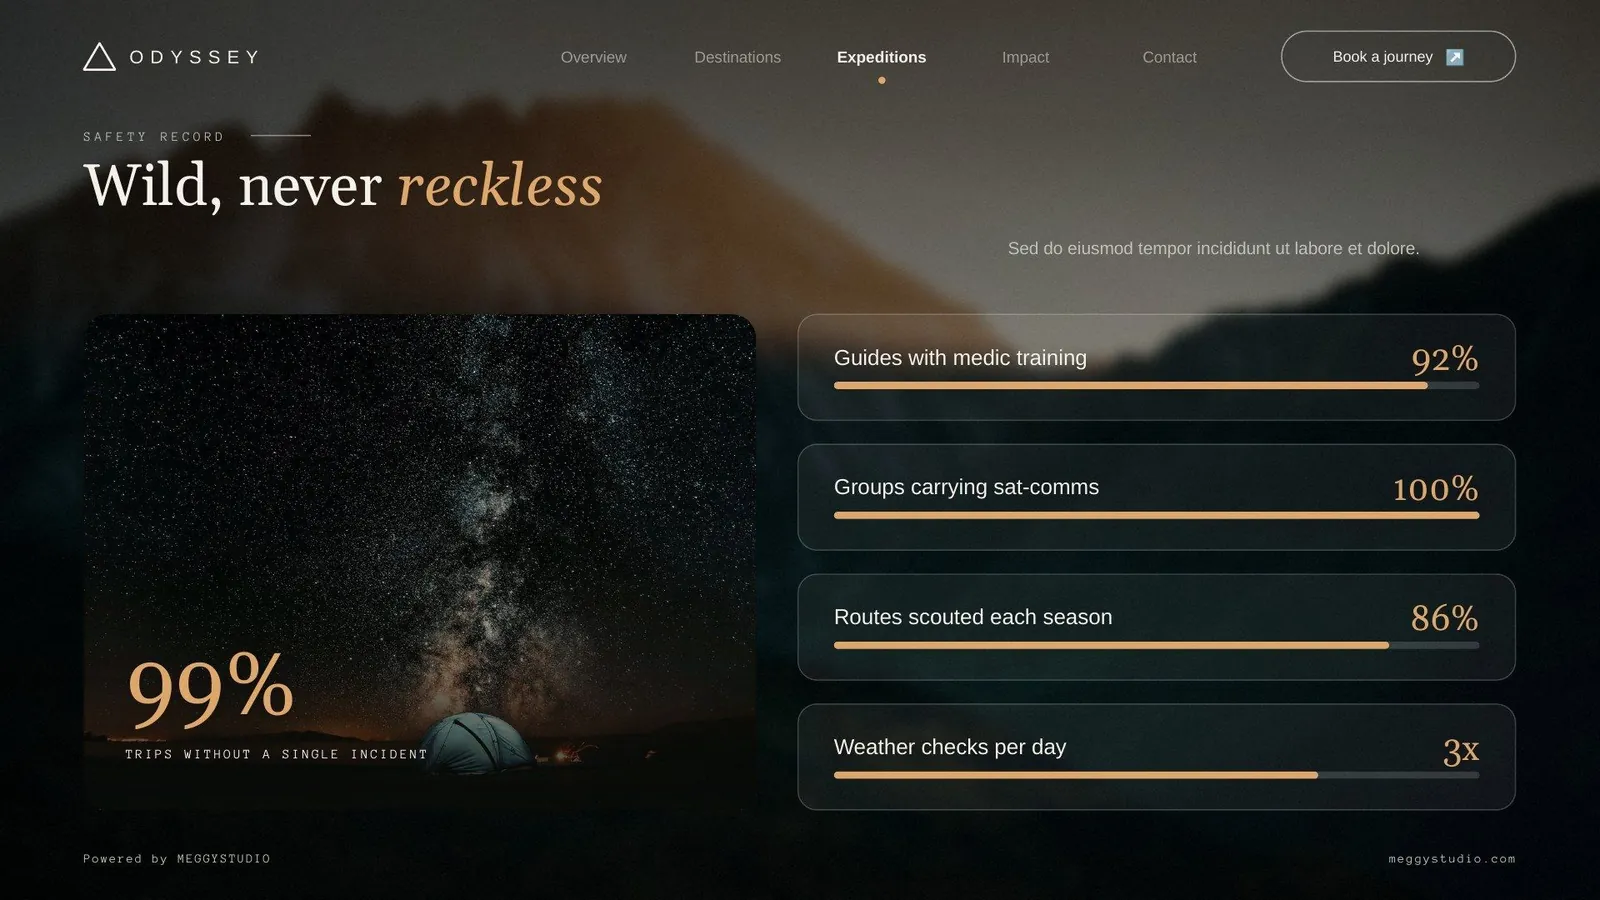 ODYSSEY
Overview
Destinations
Expeditions
Impact
Contact
Book a journey ↗
SAFETY RECORD
Wild, never reckless
Sed do eiusmod tempor incididunt ut labore et dolore.
99%
TRIPS WITHOUT A SINGLE INCIDENT
Guides with medic training 92%
Groups carrying sat-comms 100%
Routes scouted each season 86%
Weather checks per day 3x
Powered by MEGGYSTUDIO
meggystudio.com